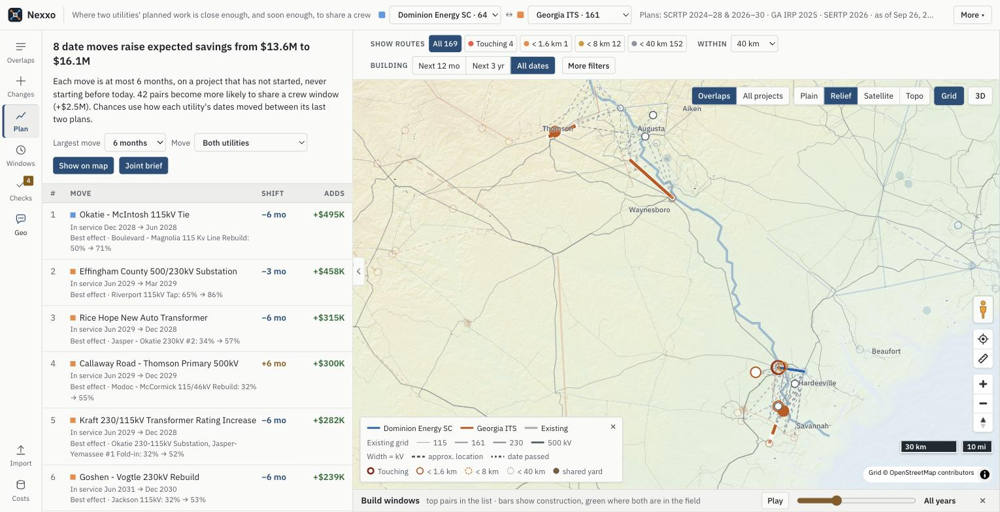 Nexxo
Where two utilities' planned work is close enough, and soon enough, to share a crew
Dominion Energy SC · 64
↔
Georgia ITS · 161
Plans: SCRTP 2024–28 & 2026–30 · GA IRP 2025 · SERTP 2026 · as of Sep 26, 2...
More ▾
Overlaps
Changes
Plan
Windows
4
Checks
Geo
Import
Costs
8 date moves raise expected savings from $13.6M to
$16.1M
Each move is at most 6 months, on a project that has not started, never
starting before today. 42 pairs become more likely to share a crew window
(+$2.5M). Chances use how each utility's dates moved between its last
two plans.
Largest move
6 months
Move
Both utilities
Show on map
Joint brief
# MOVE SHIFT ADDS
1 Okatie - McIntosh 115kV Tie −6 mo +$495K
In service Dec 2028 → Jun 2028
Best effect · Boulevard - Magnolia 115 Kv Line Rebuild:
50% → 71%
2 Effingham County 500/230kV Substation −3 mo +$458K
In service Jun 2029 → Mar 2029
Best effect · Riverport 115kV Tap: 65% → 86%
3 Rice Hope New Auto Transformer −6 mo +$315K
In service Jun 2029 → Dec 2028
Best effect · Jasper - Okatie 230kV #2: 34% → 57%
4 Callaway Road - Thomson Primary 500kV +6 mo +$300K
In service Jun 2029 → Dec 2029
Best effect · Modoc - McCormick 115/46kV Rebuild: 32%
→ 55%
5 Kraft 230/115kV Transformer Rating Increase −6 mo +$282K
In service Jun 2029 → Dec 2028
Best effect · Okatie 230-115kV Substation, Jasper-
Yemassee #1 Fold-in: 32% → 52%
6 Goshen - Vogtle 230kV Rebuild −6 mo +$239K
In service Jun 2031 → Dec 2030
Best effect · Jackson 115kV: 32% → 53%
SHOW ROUTES All 169 Touching 4 < 1.6 km 1 < 8 km 12 < 40 km 152 WITHIN 40 km
BUILDING Next 12 mo Next 3 yr All dates More filters
Overlaps All projects Plain Relief Satellite Topo Grid 3D
Aiken
Thomson
Augusta
Waynesboro
Beaufort
Hardeeville
Savannah
Dominion Energy SC Georgia ITS Existing ✕
Existing grid 115 161 230 500 kV
Width = kV approx. location date passed
Touching < 1.6 km < 8 km < 40 km shared yard
30 km
10 mi
Grid © OpenStreetMap contributors
Build windows top pairs in the list · bars show construction, green where both are in the field Play All years ✕